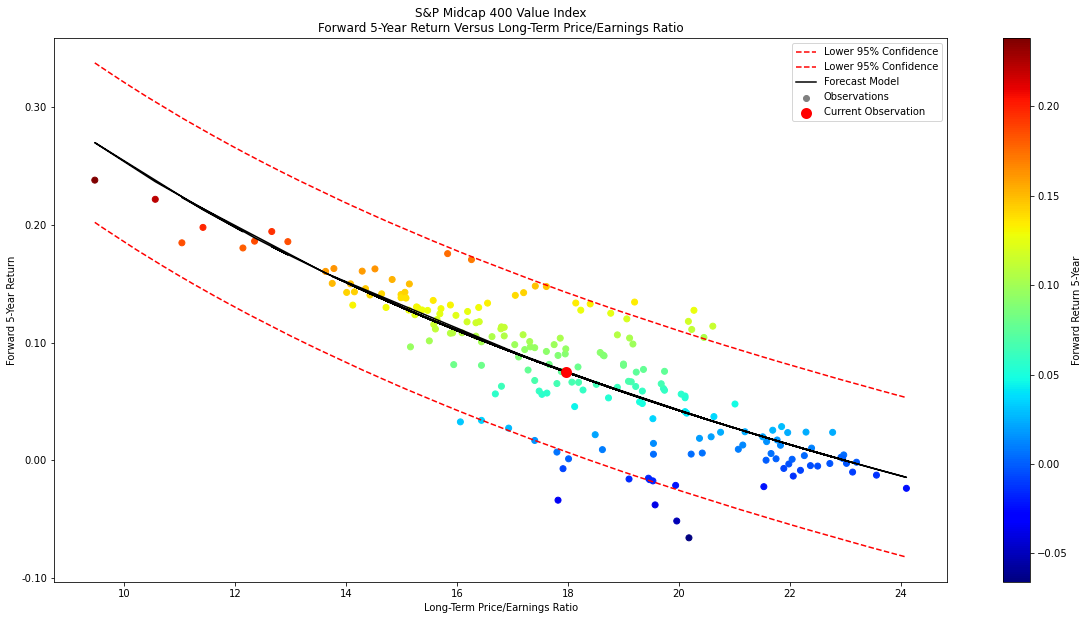 S&P Midcap 400 Value Index
Forward 5-Year Return Versus Long-Term Price/Earnings Ratio
Lower 95% Confidence
Lower 95% Confidence
Forecast Model
Observations
Current Observation
Forward 5-Year Return
0.30
0.20
0.10
0.00
-0.10
10
12
14
16
18
20
22
24
Long-Term Price/Earnings Ratio
0.20
0.15
0.10
0.05
0.00
−0.05
Forward Return 5-Year